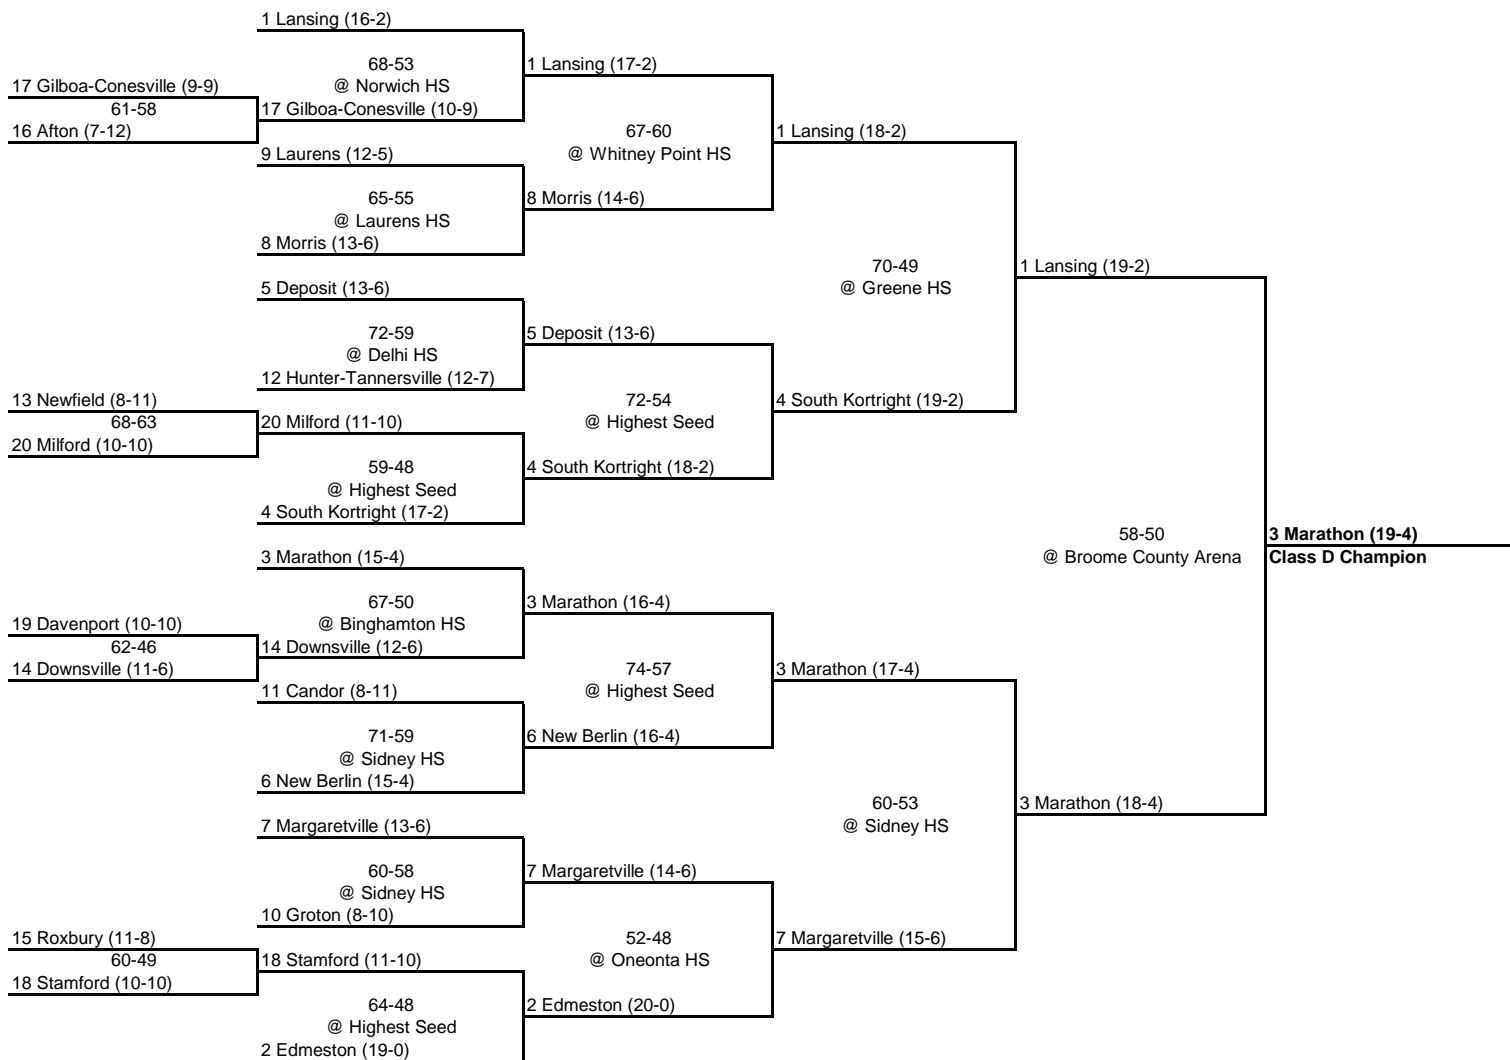 1 Lansing (16-2)
68-53
@ Norwich HS
1 Lansing (17-2)
17 Gilboa-Conesville (9-9)
61-58
17 Gilboa-Conesville (10-9)
16 Afton (7-12)
67-60
@ Whitney Point HS
1 Lansing (18-2)
9 Laurens (12-5)
65-55
@ Laurens HS
8 Morris (14-6)
8 Morris (13-6)
70-49
@ Greene HS
1 Lansing (19-2)
5 Deposit (13-6)
72-59
@ Delhi HS
5 Deposit (13-6)
12 Hunter-Tannersville (12-7)
13 Newfield (8-11)
68-63
20 Milford (10-10)
20 Milford (11-10)
72-54
@ Highest Seed
4 South Kortright (19-2)
59-48
@ Highest Seed
4 South Kortright (18-2)
4 South Kortright (17-2)
58-50
@ Broome County Arena
3 Marathon (19-4)
Class D Champion
3 Marathon (15-4)
67-50
@ Binghamton HS
3 Marathon (16-4)
19 Davenport (10-10)
62-46
14 Downsville (12-6)
14 Downsville (11-6)
74-57
@ Highest Seed
3 Marathon (17-4)
11 Candor (8-11)
71-59
@ Sidney HS
6 New Berlin (16-4)
6 New Berlin (15-4)
60-53
@ Sidney HS
3 Marathon (18-4)
7 Margaretville (13-6)
60-58
@ Sidney HS
7 Margaretville (14-6)
10 Groton (8-10)
15 Roxbury (11-8)
60-49
18 Stamford (10-10)
18 Stamford (11-10)
52-48
@ Oneonta HS
7 Margaretville (15-6)
64-48
@ Highest Seed
2 Edmeston (20-0)
2 Edmeston (19-0)